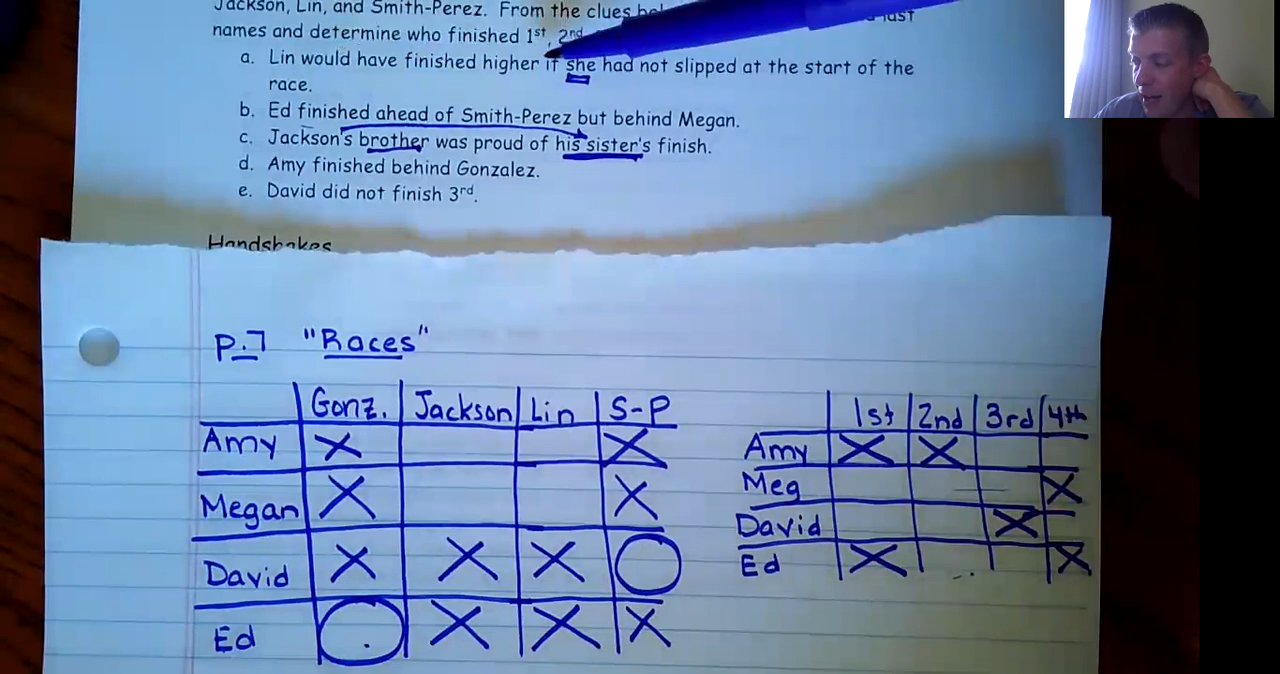 Jackson, Lin, and Smith-Perez. From the clues last
names and determine who finished 1st, 2nd
a. Lin would have finished higher if she had not slipped at the start of the
race.
b. Ed finished ahead of Smith-Perez but behind Megan.
c. Jackson's brother was proud of his sister's finish.
d. Amy finished behind Gonzalez.
e. David did not finish 3rd.
Handshakes
P.7 "Races"
Gonz. Jackson Lin S-P
Amy X X
Megan X X
David X X X O
Ed O X X X
1st 2nd 3rd 4th
Amy X X
Meg X
David X
Ed X X